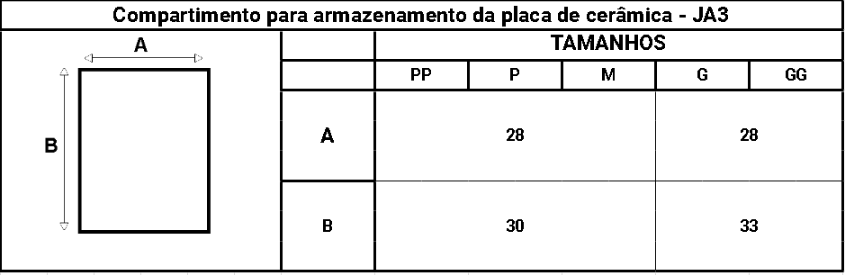 Compartimento para armazenamento da placa de cerâmica - JA3
A
B
TAMANHOS
PP P M G GG
A 28 28
B 30 33